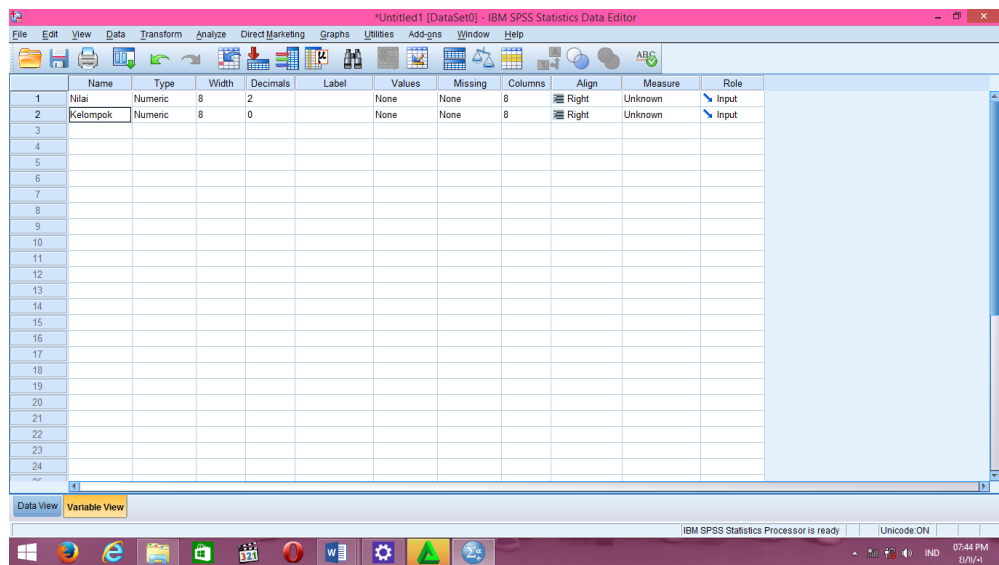 *Untitled1 [DataSet0] - IBM SPSS Statistics Data Editor
File Edit View Data Transform Analyze Direct Marketing Graphs Utilities Add-ons Window Help
Name Type Width Decimals Label Values Missing Columns Align Measure Role
1 Nilai Numeric 8 2 None None 8 Right Unknown Input
2 Kelompok Numeric 8 0 None None 8 Right Unknown Input
3
4
5
6
7
8
9
10
11
12
13
14
15
16
17
18
19
20
21
22
23
24
Data View Variable View
IBM SPSS Statistics Processor is ready Unicode:ON
IND 07:44 PM